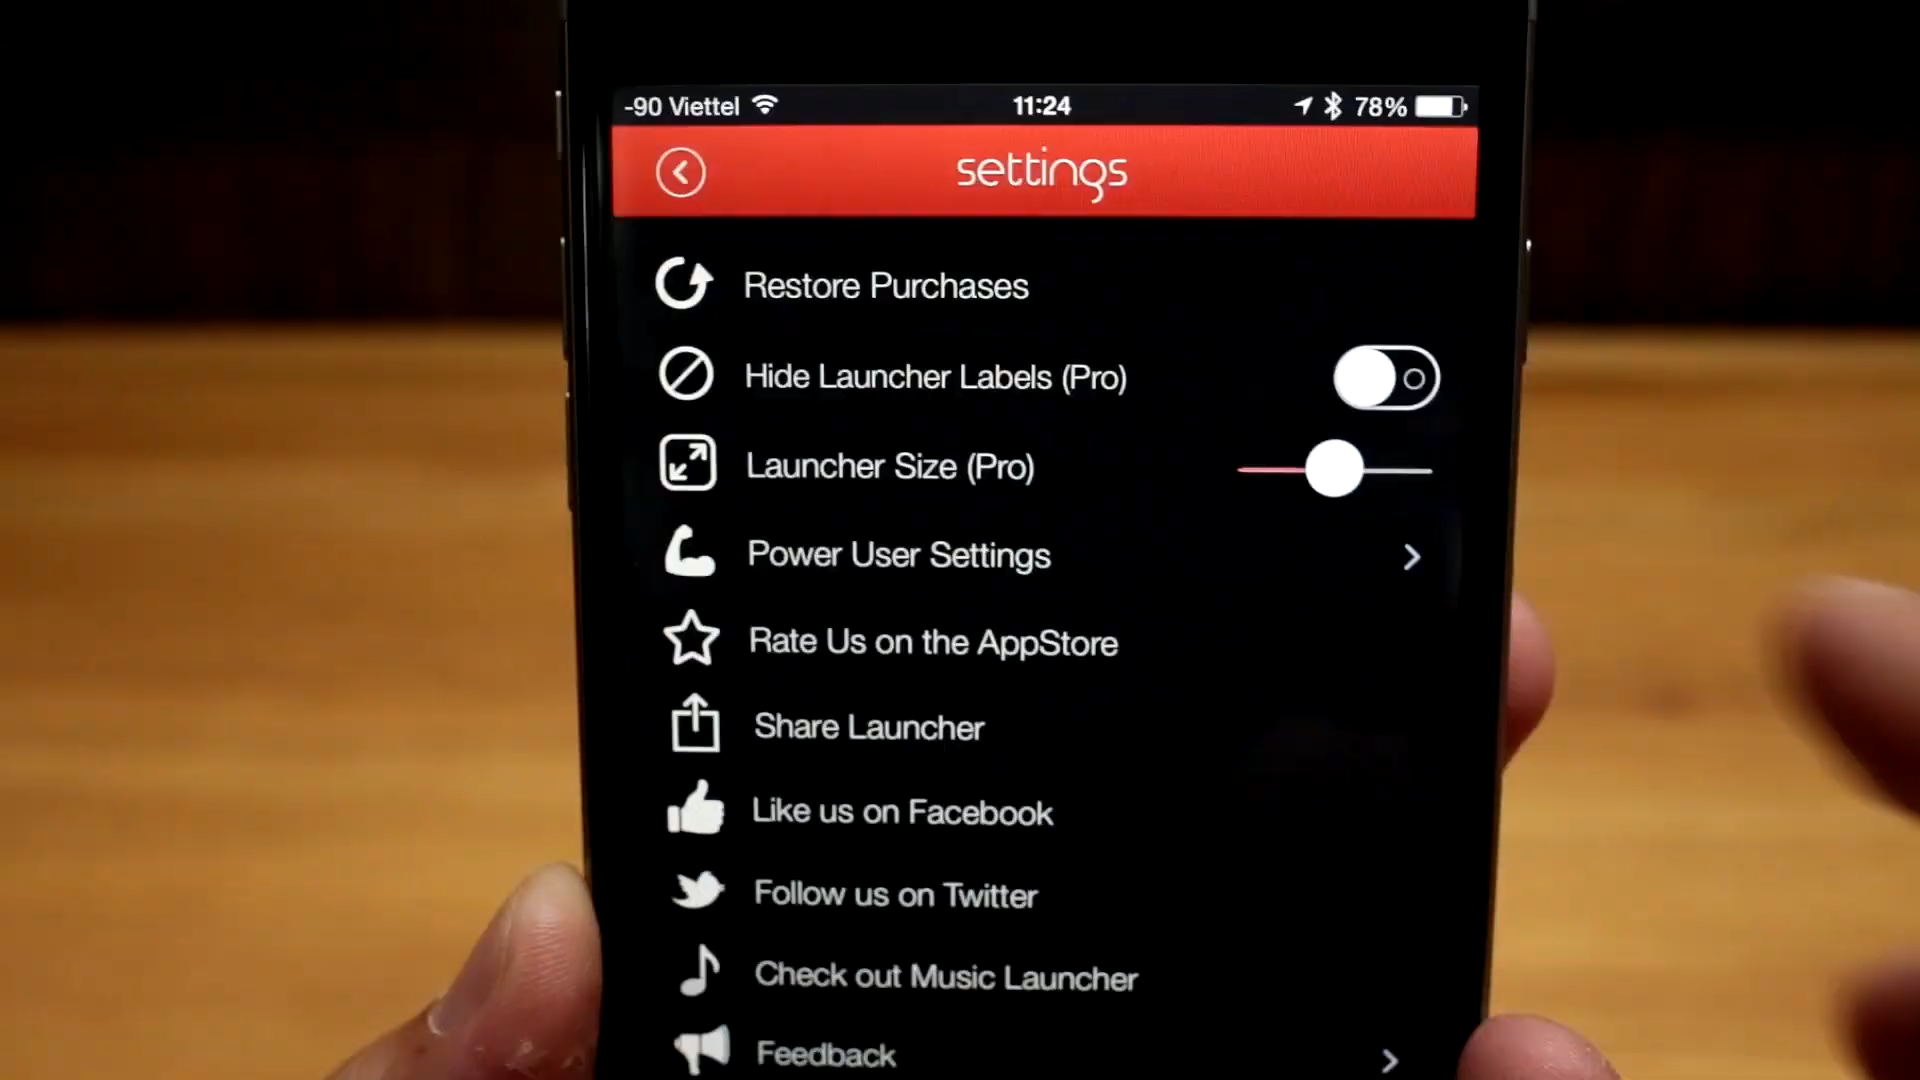 -90 Viettel 11:24 78%
settings
Restore Purchases
Hide Launcher Labels (Pro)
Launcher Size (Pro)
Power User Settings
Rate Us on the AppStore
Share Launcher
Like us on Facebook
Follow us on Twitter
Check out Music Launcher
Feedback